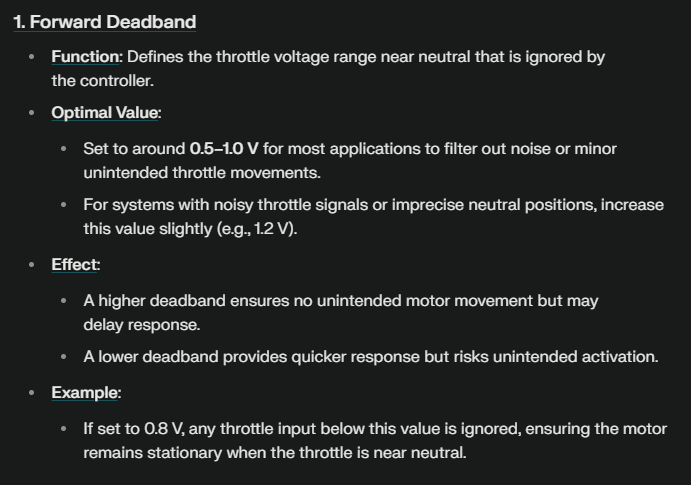 1. Forward Deadband
• Function: Defines the throttle voltage range near neutral that is ignored by
the controller.
• Optimal Value:
• Set to around 0.5–1.0 V for most applications to filter out noise or minor
unintended throttle movements.
• For systems with noisy throttle signals or imprecise neutral positions, increase
this value slightly (e.g., 1.2 V).
• Effect:
• A higher deadband ensures no unintended motor movement but may
delay response.
• A lower deadband provides quicker response but risks unintended activation.
• Example:
• If set to 0.8 V, any throttle input below this value is ignored, ensuring the motor
remains stationary when the throttle is near neutral.